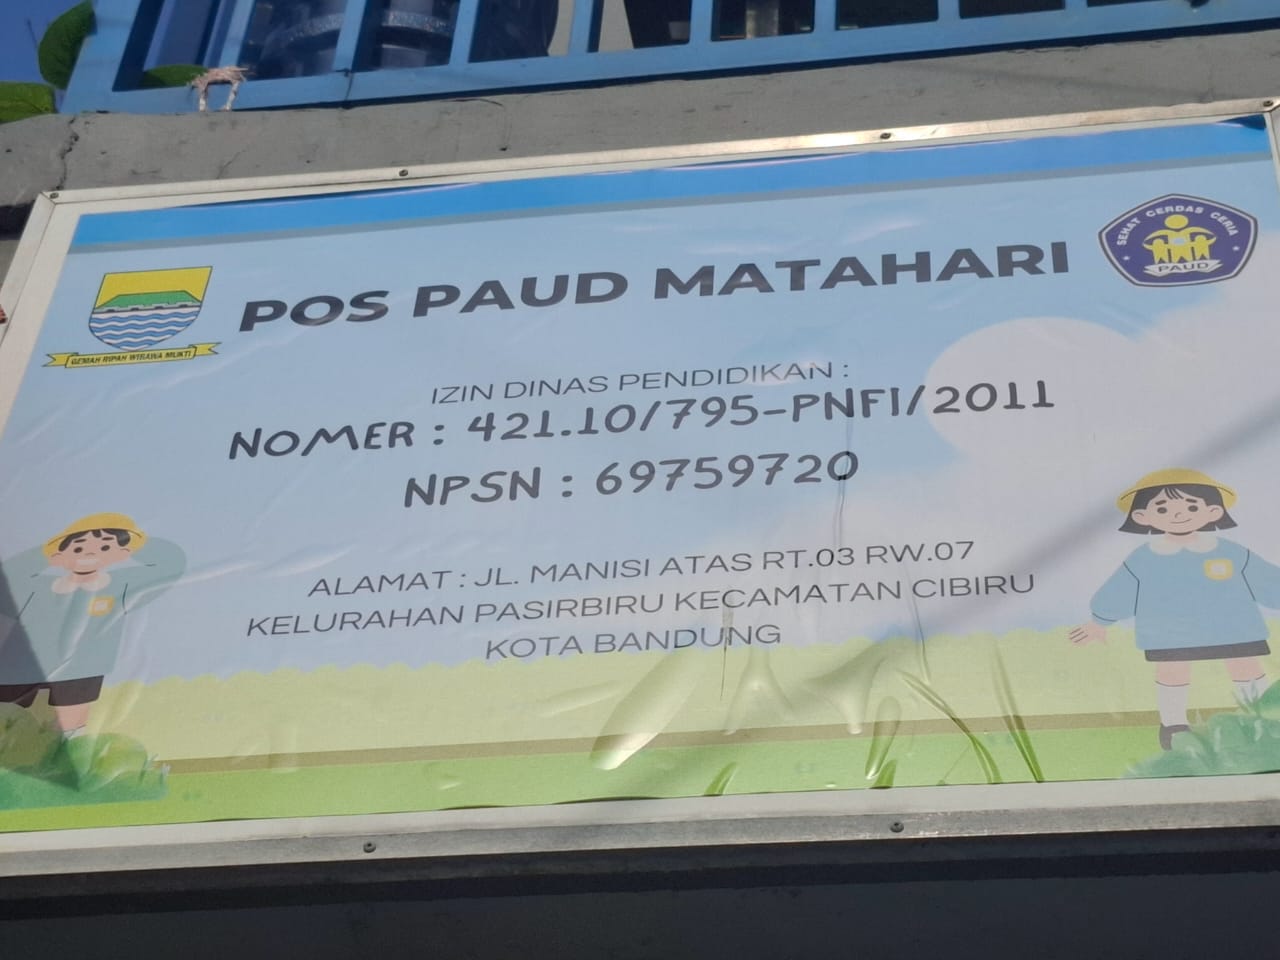 POS PAUD MATAHARI
GEMAH RIPAH WIBAWA MUKTI
SEHAT CERDAS CERIA
PAUD
IZIN DINAS PENDIDIKAN :
NOMER : 421.10/795-PNFI/2011
NPSN : 69759720
ALAMAT : JL. MANISI ATAS RT.03 RW.07
KELURAHAN PASIRBIRU KECAMATAN CIBIRU
KOTA BANDUNG